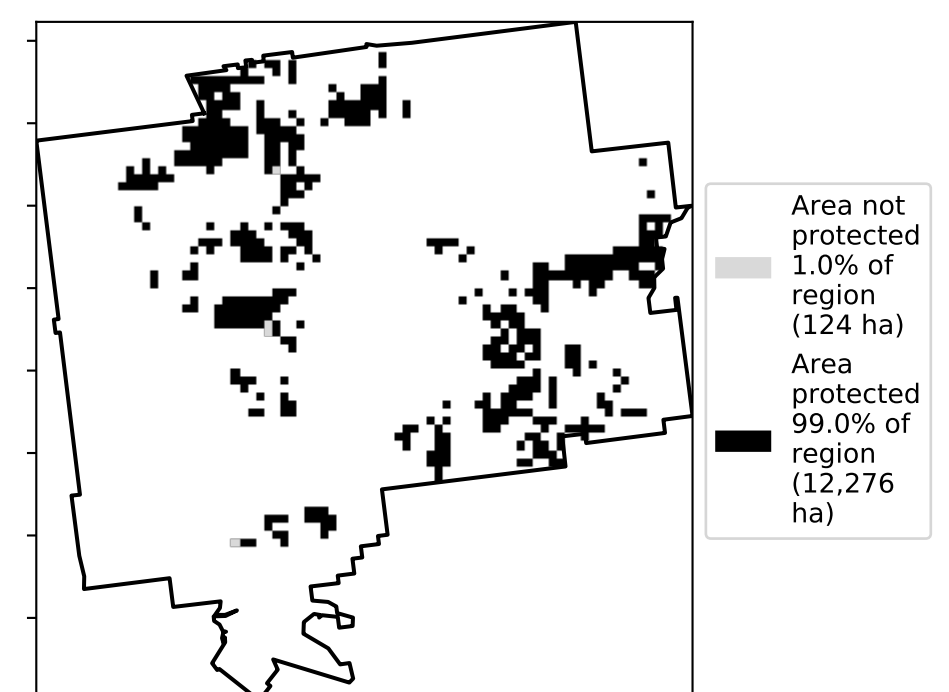 Area not
protected
1.0% of
region
(124 ha)
Area
protected
99.0% of
region
(12,276
ha)